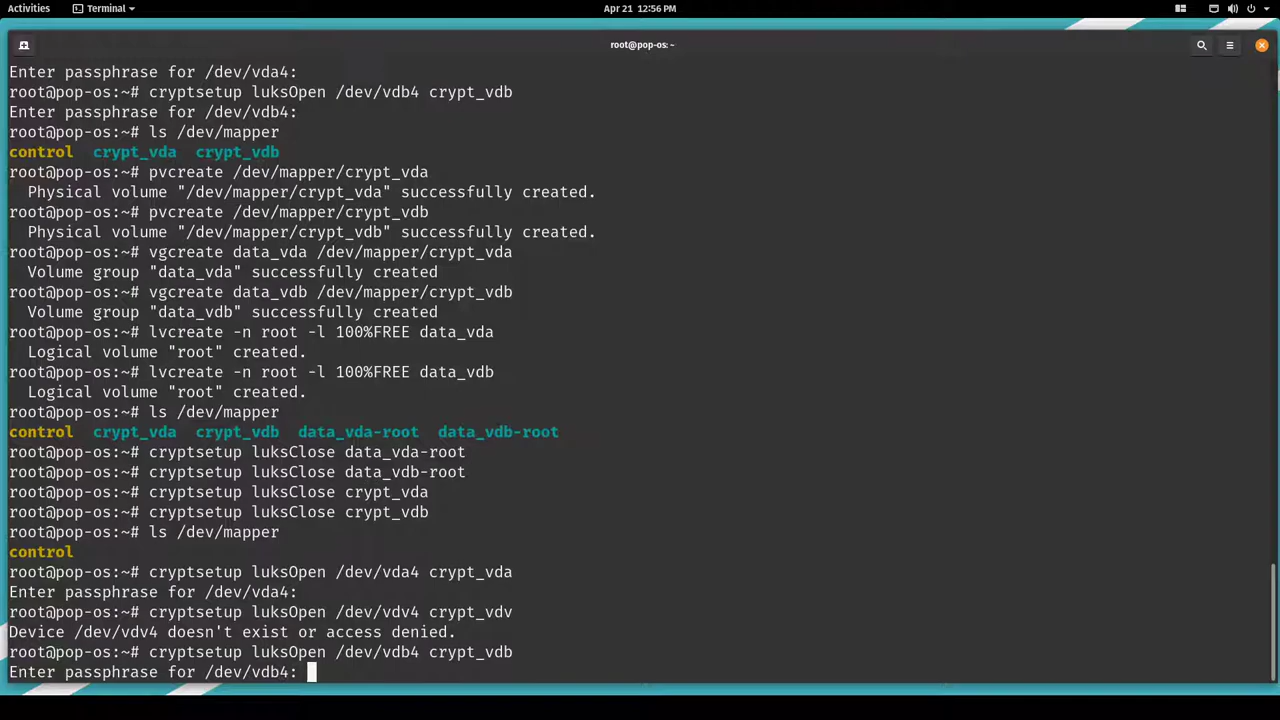 Activities Terminal Apr 21 12:56 PM
root@pop-os: ~
Enter passphrase for /dev/vda4:
root@pop-os:~# cryptsetup luksOpen /dev/vdb4 crypt_vdb
Enter passphrase for /dev/vdb4:
root@pop-os:~# ls /dev/mapper
control crypt_vda crypt_vdb
root@pop-os:~# pvcreate /dev/mapper/crypt_vda
Physical volume "/dev/mapper/crypt_vda" successfully created.
root@pop-os:~# pvcreate /dev/mapper/crypt_vdb
Physical volume "/dev/mapper/crypt_vdb" successfully created.
root@pop-os:~# vgcreate data_vda /dev/mapper/crypt_vda
Volume group "data_vda" successfully created
root@pop-os:~# vgcreate data_vdb /dev/mapper/crypt_vdb
Volume group "data_vdb" successfully created
root@pop-os:~# lvcreate -n root -l 100%FREE data_vda
Logical volume "root" created.
root@pop-os:~# lvcreate -n root -l 100%FREE data_vdb
Logical volume "root" created.
root@pop-os:~# ls /dev/mapper
control crypt_vda crypt_vdb data_vda-root data_vdb-root
root@pop-os:~# cryptsetup luksClose data_vda-root
root@pop-os:~# cryptsetup luksClose data_vdb-root
root@pop-os:~# cryptsetup luksClose crypt_vda
root@pop-os:~# cryptsetup luksClose crypt_vdb
root@pop-os:~# ls /dev/mapper
control
root@pop-os:~# cryptsetup luksOpen /dev/vda4 crypt_vda
Enter passphrase for /dev/vda4:
root@pop-os:~# cryptsetup luksOpen /dev/vdv4 crypt_vdv
Device /dev/vdv4 doesn't exist or access denied.
root@pop-os:~# cryptsetup luksOpen /dev/vdb4 crypt_vdb
Enter passphrase for /dev/vdb4: